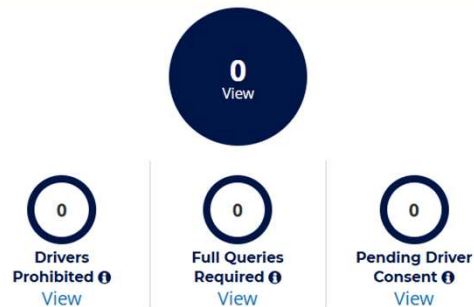 0
View
0
Drivers
Prohibited
View
0
Full Queries
Required
View
0
Pending Driver
Consent
View